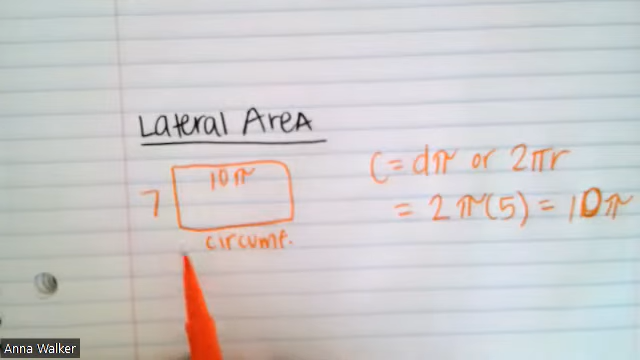 Lateral Area
10π
7
circumf.
C = dπ or 2πr
= 2π(5) = 10π
Anna Walker